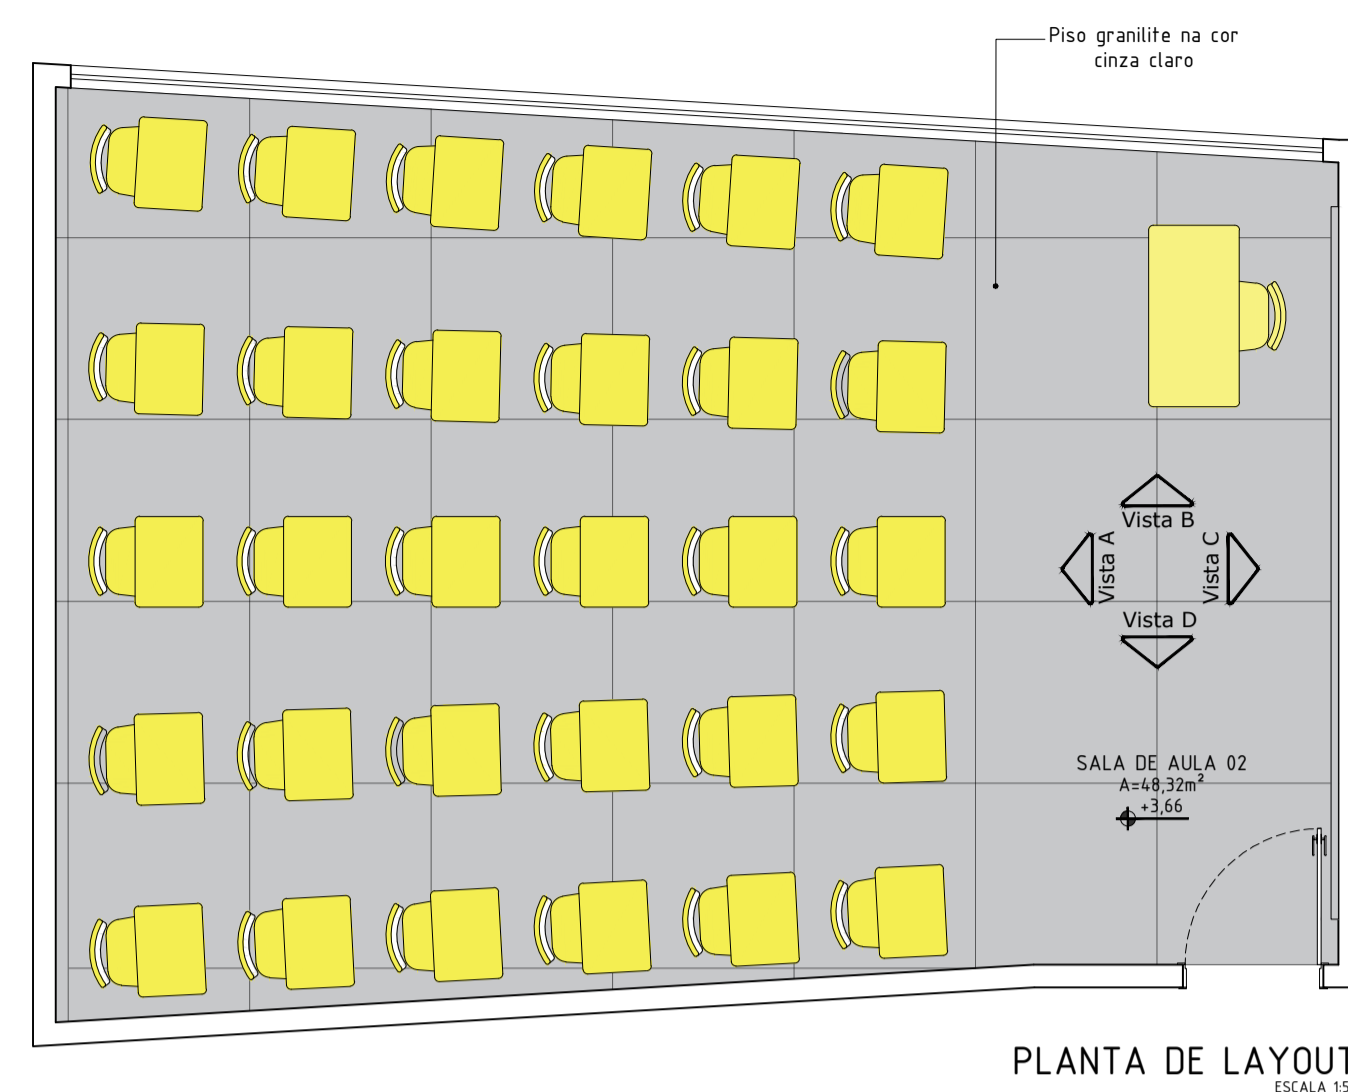 Piso granilite na cor
cinza claro
Vista B
Vista A
Vista C
Vista D
SALA DE AULA 02
A=48,32m²
+3,66
PLANTA DE LAYOUT
ESCALA 1:5